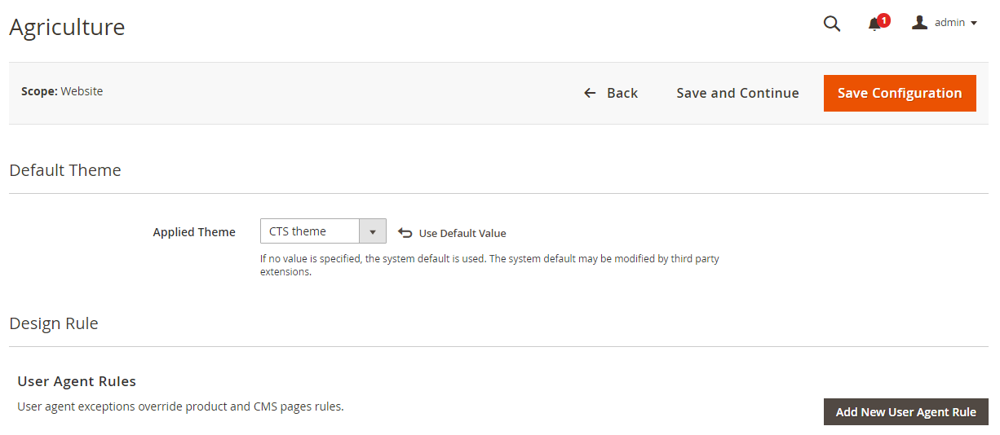 Agriculture
1
admin
Scope: Website
Back
Save and Continue
Save Configuration
Default Theme
Applied Theme
CTS theme
Use Default Value
If no value is specified, the system default is used. The system default may be modified by third party
extensions.
Design Rule
User Agent Rules
User agent exceptions override product and CMS pages rules.
Add New User Agent Rule